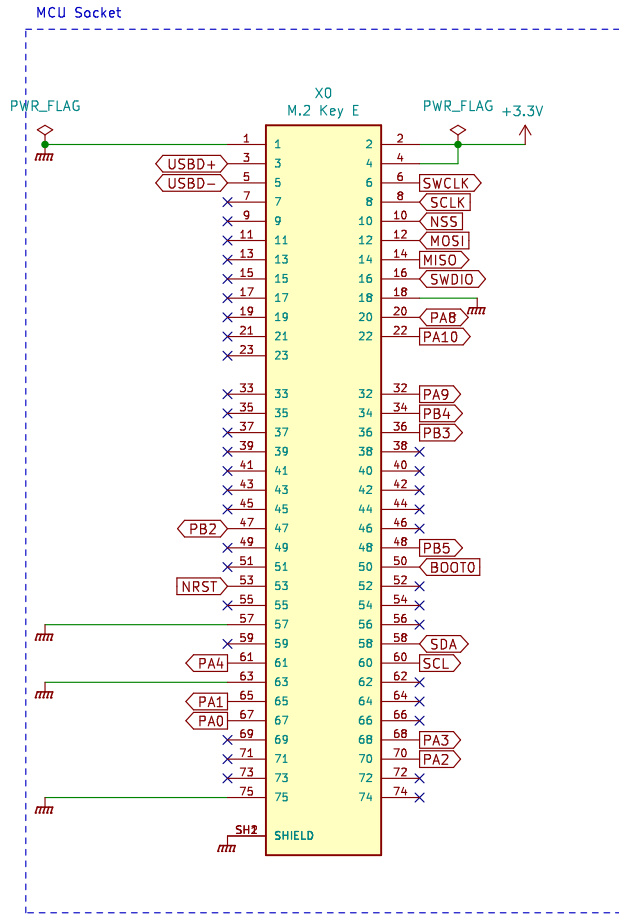 MCU Socket
X0
M.2 Key E
PWR_FLAG
PWR_FLAG
+3.3V
1 1 2 2
USBD+ 3 3 4 4
USBD- 5 5 6 6 SWCLK
7 7 8 8 SCLK
9 9 10 10 NSS
11 11 12 12 MOSI
13 13 14 14 MISO
15 15 16 16 SWDIO
17 17 18 18
19 19 20 20 PA8
21 21 22 22 PA10
23 23
33 33 32 32 PA9
35 35 34 34 PB4
37 37 36 36 PB3
39 39 38 38
41 41 40 40
43 43 42 42
45 45 44 44
PB2 47 47 46 46
49 49 48 48 PB5
51 51 50 50 BOOT0
NRST 53 53 52 52
55 55 54 54
57 57 56 56
59 59 58 58 SDA
PA4 61 61 60 60 SCL
63 63 62 62
PA1 65 65 64 64
PA0 67 67 66 66
69 69 68 68 PA3
71 71 70 70 PA2
73 73 72 72
75 75 74 74
SHIELD